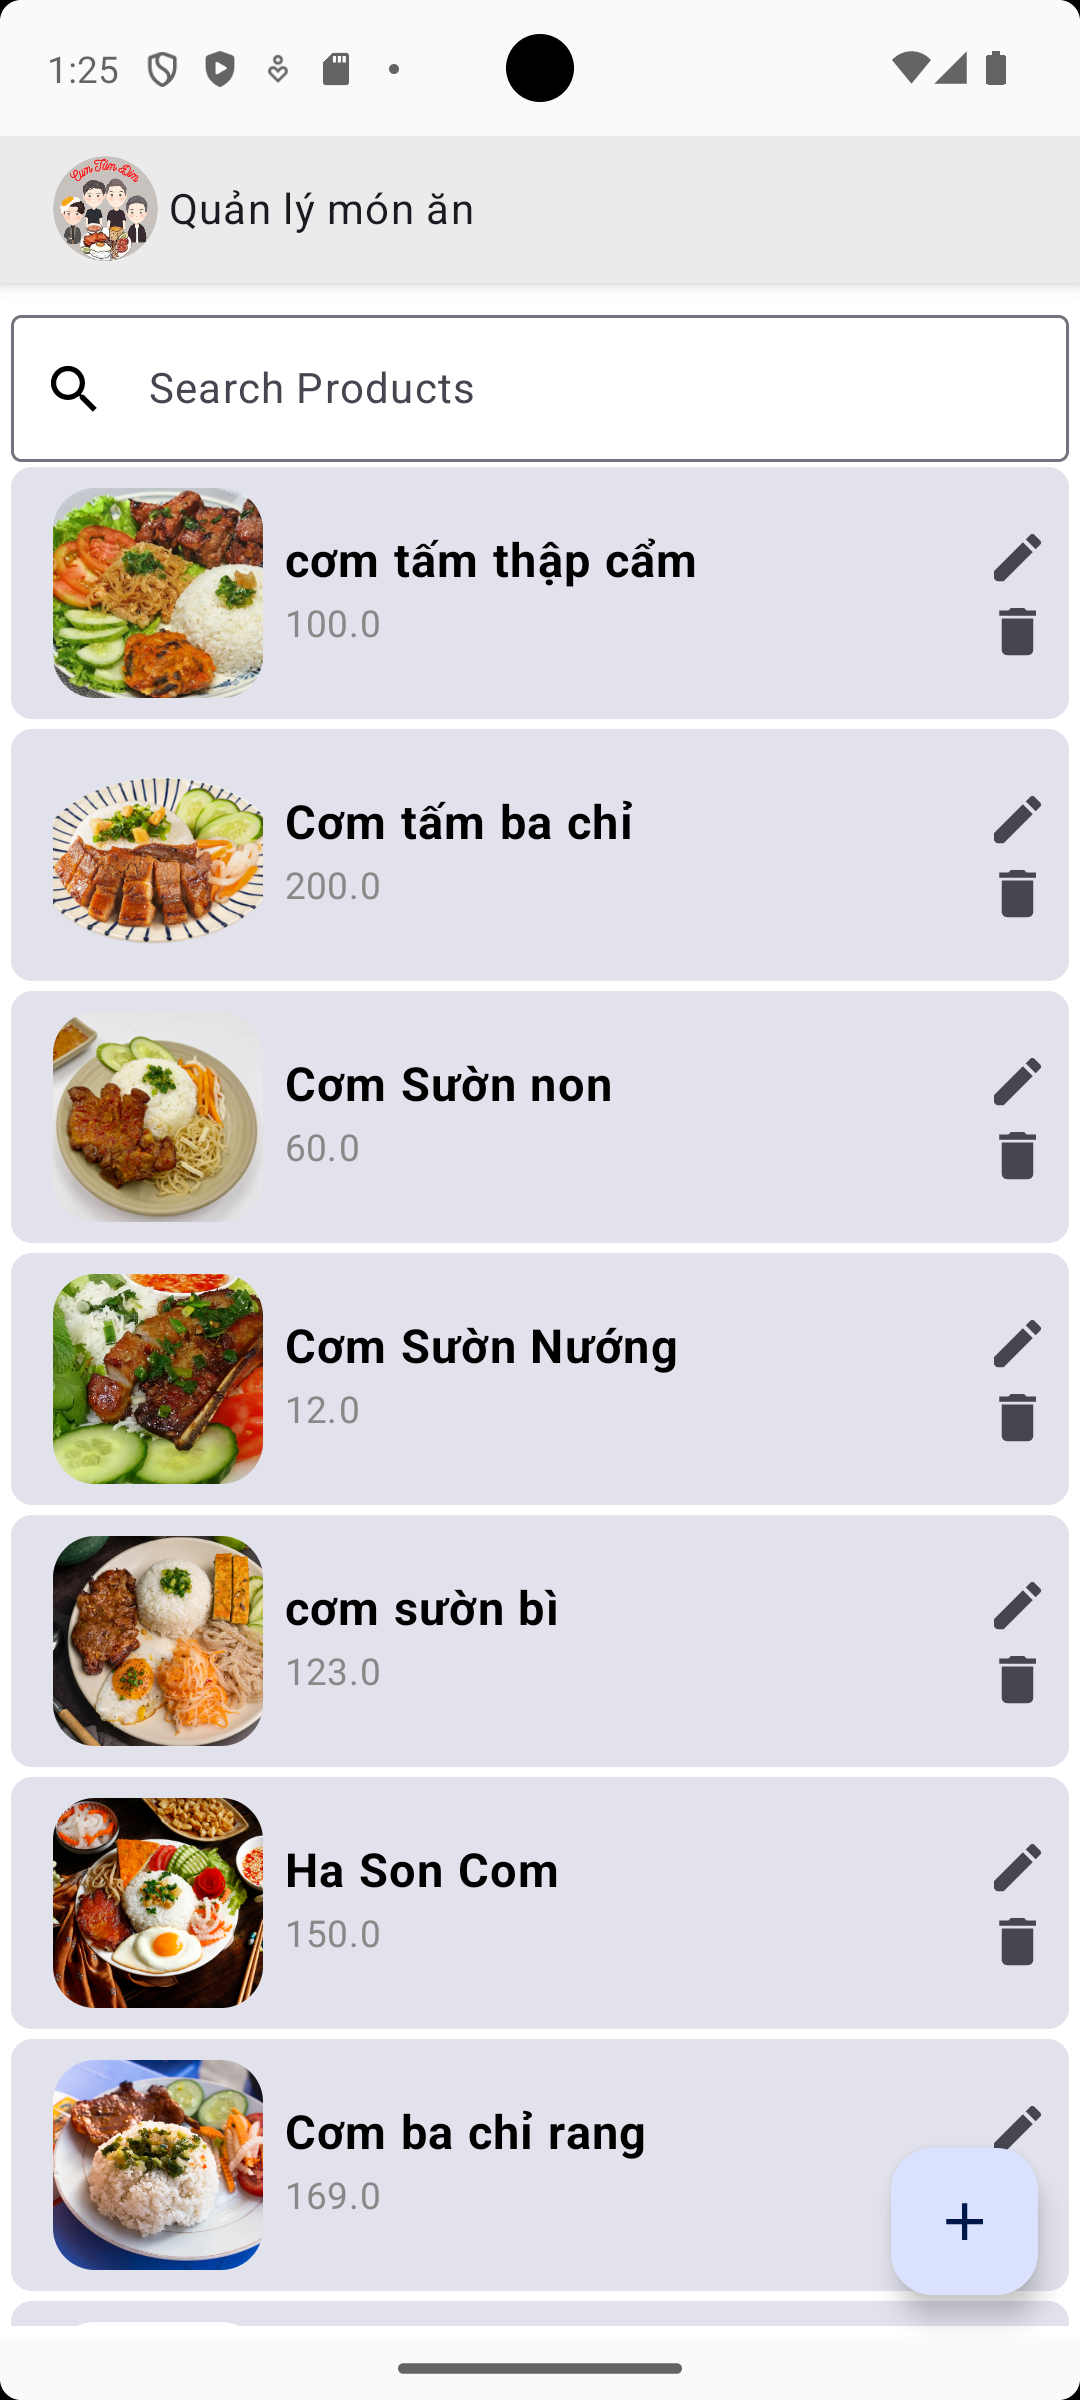 1:25
Cơm Tấm Đêm
Quản lý món ăn
Search Products
cơm tấm thập cẩm
100.0
Cơm tấm ba chỉ
200.0
Cơm Sườn non
60.0
Cơm Sườn Nướng
12.0
cơm sườn bì
123.0
Ha Son Com
150.0
Cơm ba chỉ rang
169.0